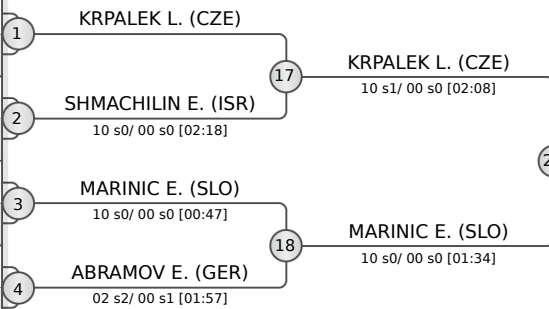 KRPALEK L. (CZE)
1
17
KRPALEK L. (CZE)
10 s1/ 00 s0 [02:08]
SHMACHILIN E. (ISR)
2
10 s0/ 00 s0 [02:18]
2
MARINIC E. (SLO)
3
10 s0/ 00 s0 [00:47]
18
MARINIC E. (SLO)
10 s0/ 00 s0 [01:34]
ABRAMOV E. (GER)
4
02 s2/ 00 s1 [01:57]